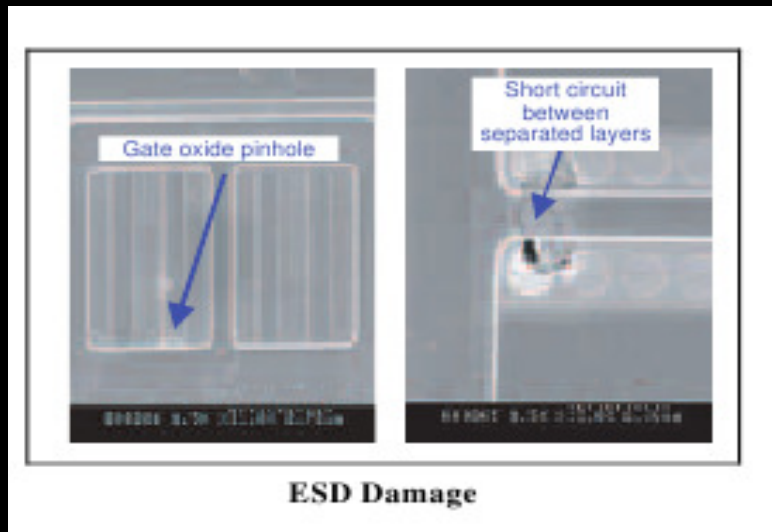 Gate oxide pinhole
Short circuit
between
separated layers
ESD Damage